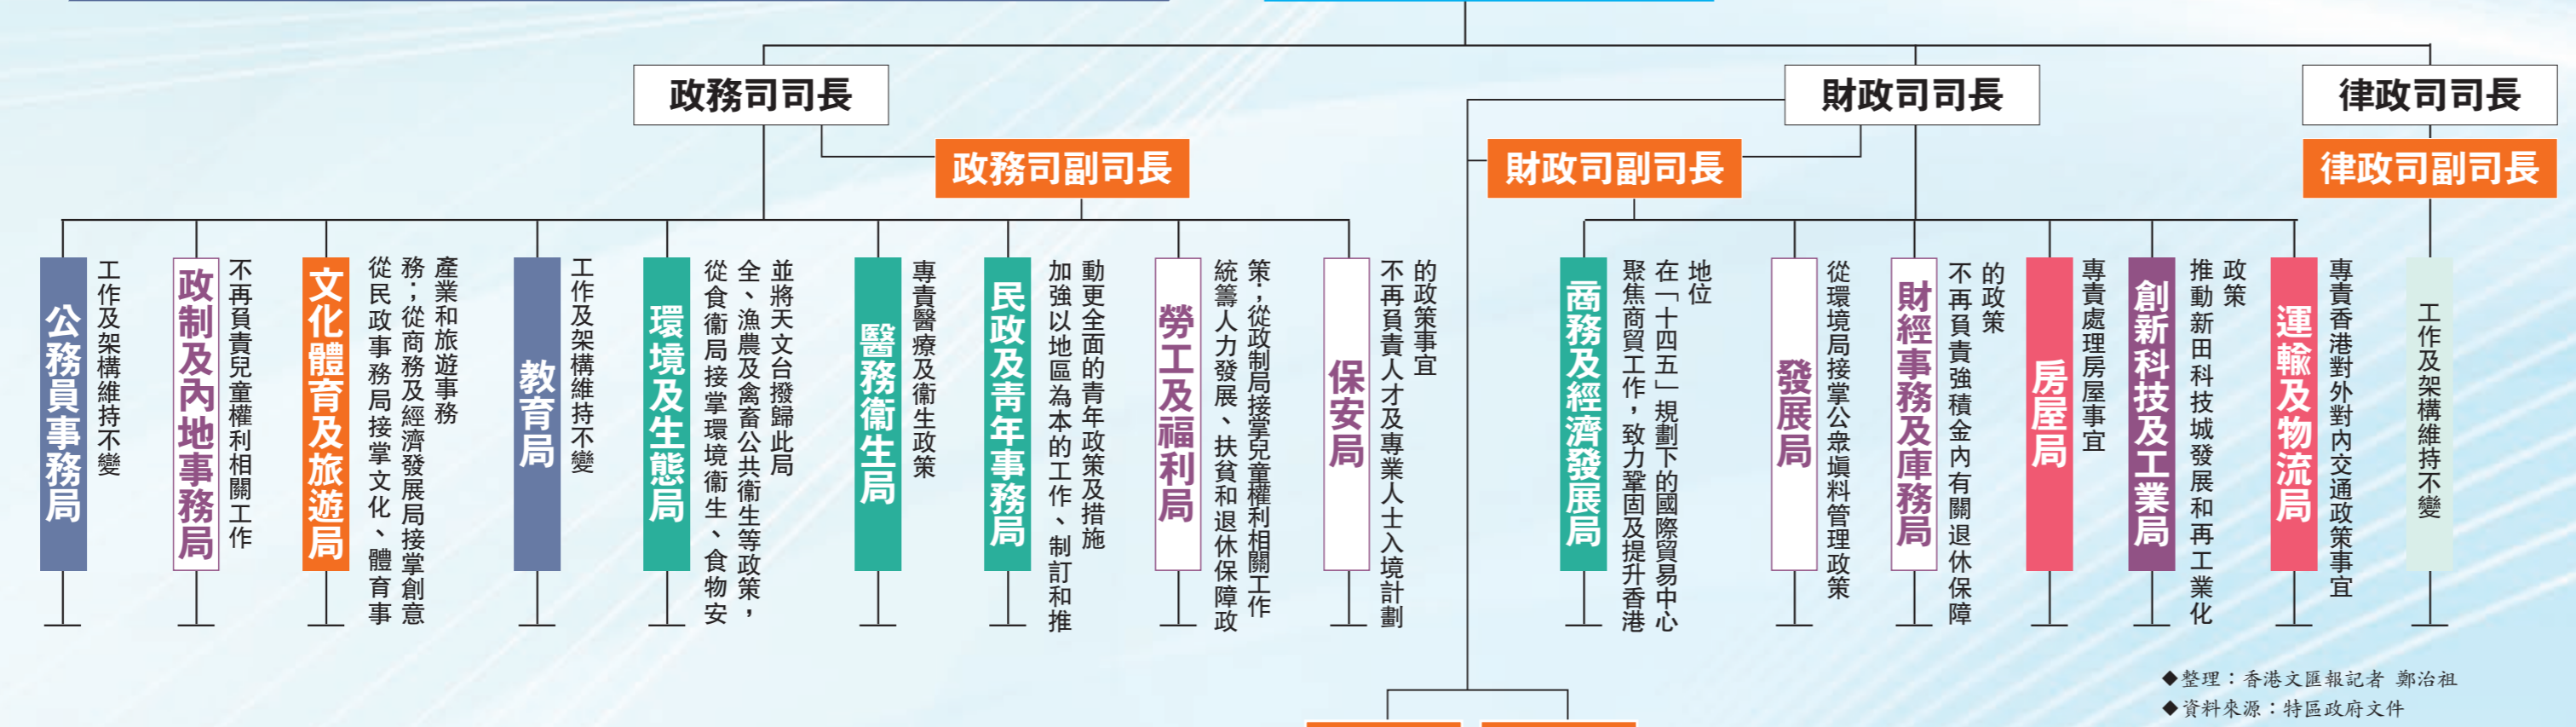 政務司司長
財政司司長
律政司司長
政務司副司長
財政司副司長
律政司副司長
公務員事務局
工作及架構維持不變
政制及內地事務局
不再負責兒童權利相關工作
文化體育及旅遊局
從民政事務局接掌文化、體育事
務；從商務及經濟發展局接掌創意
產業和旅遊事務
教育局
工作及架構維持不變
環境及生態局
從食衞局接掌環境衞生、食物安
全、漁農及禽畜公共衞生等政策，
並將天文台撥歸此局
醫務衞生局
專責醫療及衞生政策
民政及青年事務局
加強以地區為本的工作、制訂和推
動更全面的青年政策及措施
勞工及福利局
統籌人力發展、扶貧和退休保障政
策；從政制局接掌兒童權利相關工作
保安局
不再負責人才及專業人士入境計劃
的政策事宜
商務及經濟發展局
聚焦商貿工作，致力鞏固及提升香港
在「十四五」規劃下的國際貿易中心
地位
發展局
從環境局接掌公眾填料管理政策
財經事務及庫務局
不再負責強積金內有關退休保障
的政策
房屋局
專責處理房屋事宜
創新科技及工業局
推動新田科技城發展和再工業化
政策
運輸及物流局
專責香港對外對內交通政策事宜
工作及架構維持不變
◆整理：香港文匯報記者 鄭治祖
◆資料來源：特區政府文件